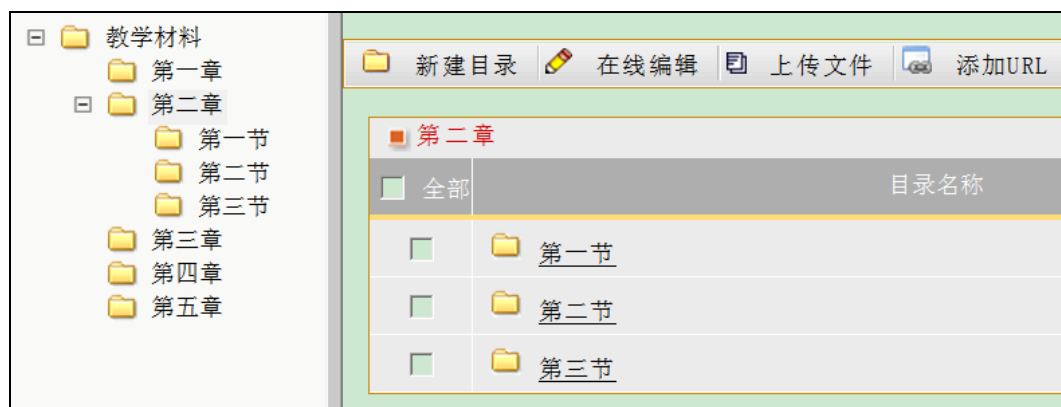 教学材料
第一章
第二章
第一节
第二节
第三节
第三章
第四章
第五章
新建目录 在线编辑 上传文件 添加URL
第二章
全部 目录名称
第一节
第二节
第三节